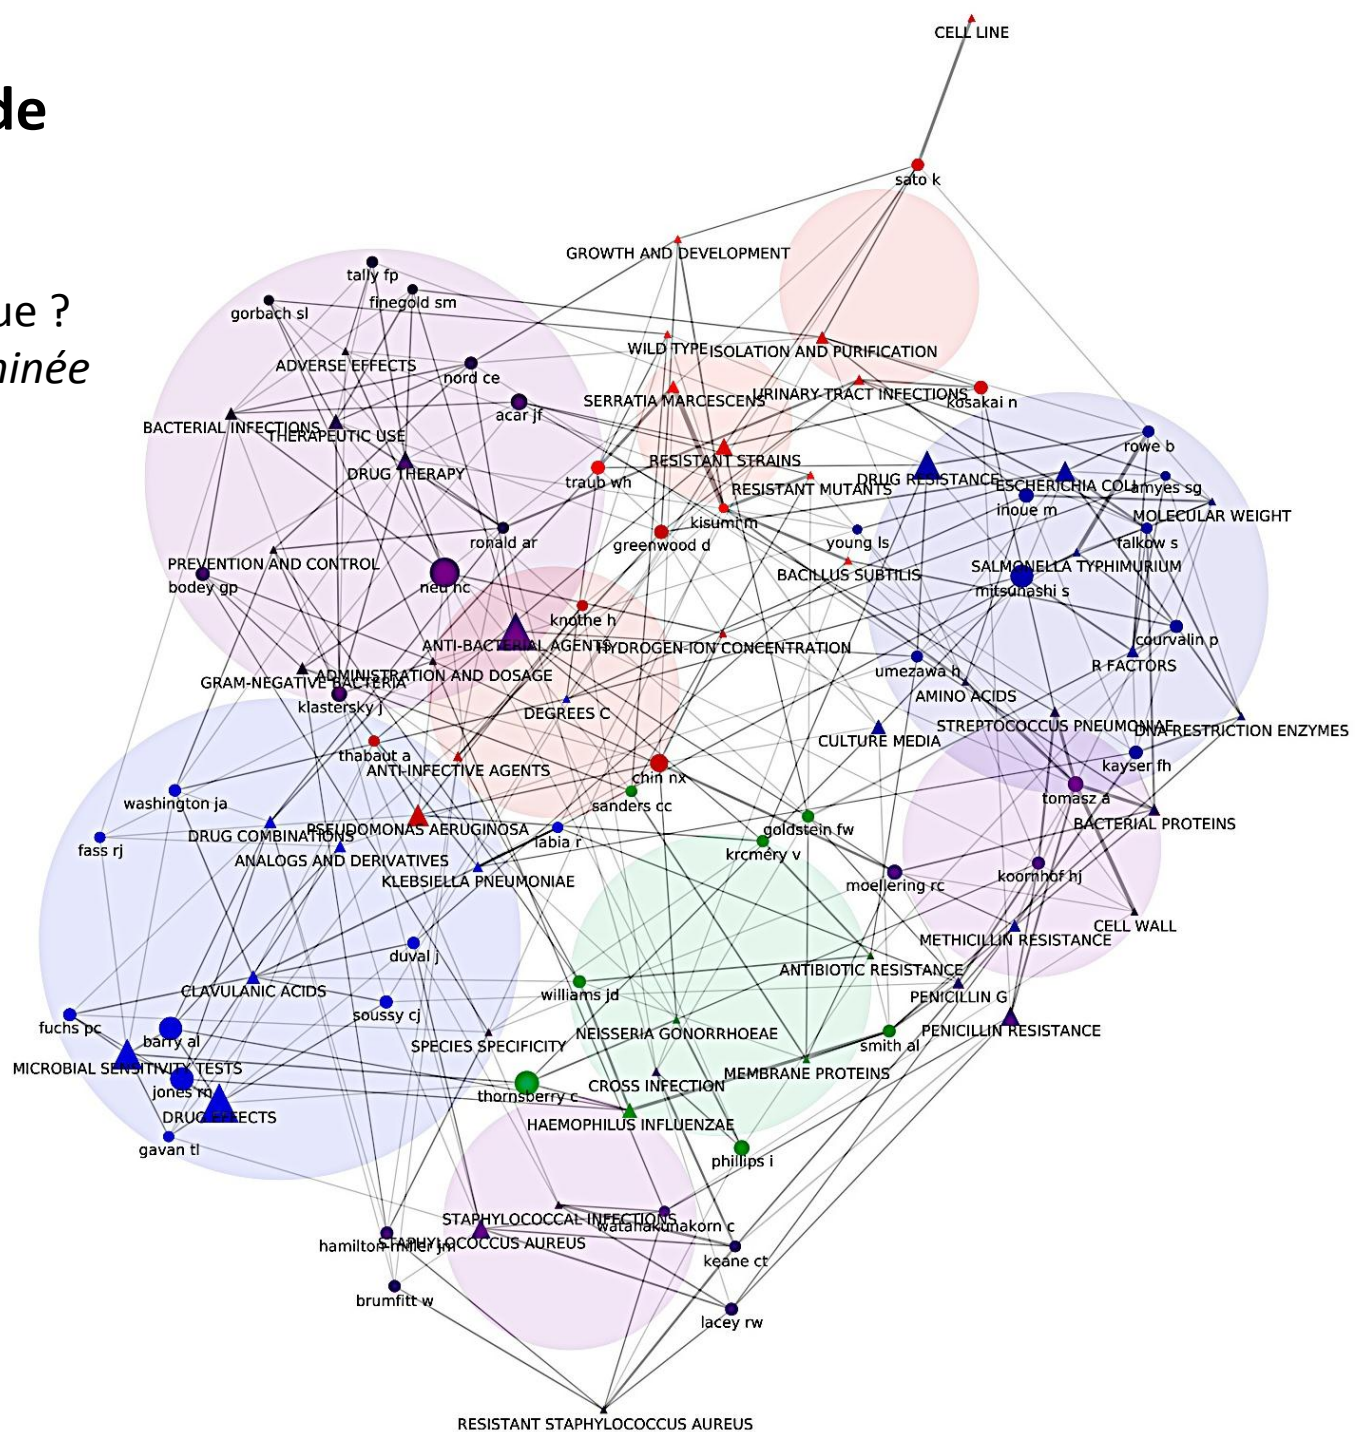 CELL LINE
de
sato k
GROWTH AND DEVELOPMENT
tally fp
finegold sm
gorbach sl
ue ?
WILD TYPE
ISOLATION AND PURIFICATION
ADVERSE EFFECTS
ninée
nord ce
SERRATIA MARCESCENS
URINARY-TRACT INFECTIONS
kosakai n
acar jf
BACTERIAL INFECTIONS
THERAPEUTIC USE
rowe b
RESISTANT STRAINS
DRUG THERAPY
traub wh
RESISTANT MUTANTS
DRUG RESISTANCE
ESCHERICHIA COLI
amyes sg
inoue m
MOLECULAR WEIGHT
kisumi m
ronald ar
greenwood d
young ls
falkow s
PREVENTION AND CONTROL
SALMONELLA TYPHIMURIUM
BACILLUS SUBTILIS
bodey gp
neu hc
mitsuhashi s
knothe h
courvalin p
ANTI-BACTERIAL AGENTS
HYDROGEN-ION CONCENTRATION
R FACTORS
umezawa h
ADMINISTRATION AND DOSAGE
GRAM-NEGATIVE BACTERIA
AMINO ACIDS
klastersky j
DEGREES C
STREPTOCOCCUS PNEUMONIAE
DNA RESTRICTION ENZYMES
CULTURE MEDIA
thabaut a
kayser fh
ANTI-INFECTIVE AGENTS
chin nx
washington ja
sanders cc
tomasz a
DRUG COMBINATIONS
PSEUDOMONAS AERUGINOSA
goldstein fw
BACTERIAL PROTEINS
fass rj
labia r
ANALOGS AND DERIVATIVES
krcmery v
KLEBSIELLA PNEUMONIAE
moellering rc
koornhof hj
CELL WALL
METHICILLIN RESISTANCE
duval j
ANTIBIOTIC RESISTANCE
CLAVULANIC ACIDS
williams jd
PENICILLIN G
fuchs pc
soussy cj
NEISSERIA GONORRHOEAE
PENICILLIN RESISTANCE
barry al
SPECIES SPECIFICITY
smith al
MICROBIAL SENSITIVITY TESTS
MEMBRANE PROTEINS
jones rn
CROSS INFECTION
thornsberry c
DRUG EFFECTS
HAEMOPHILUS INFLUENZAE
gavan tl
phillips i
STAPHYLOCOCCAL INFECTIONS
watanakunakorn c
hamilton-miller jm
STAPHYLOCOCCUS AUREUS
keane ct
brumfitt w
lacey rw
RESISTANT STAPHYLOCOCCUS AUREUS